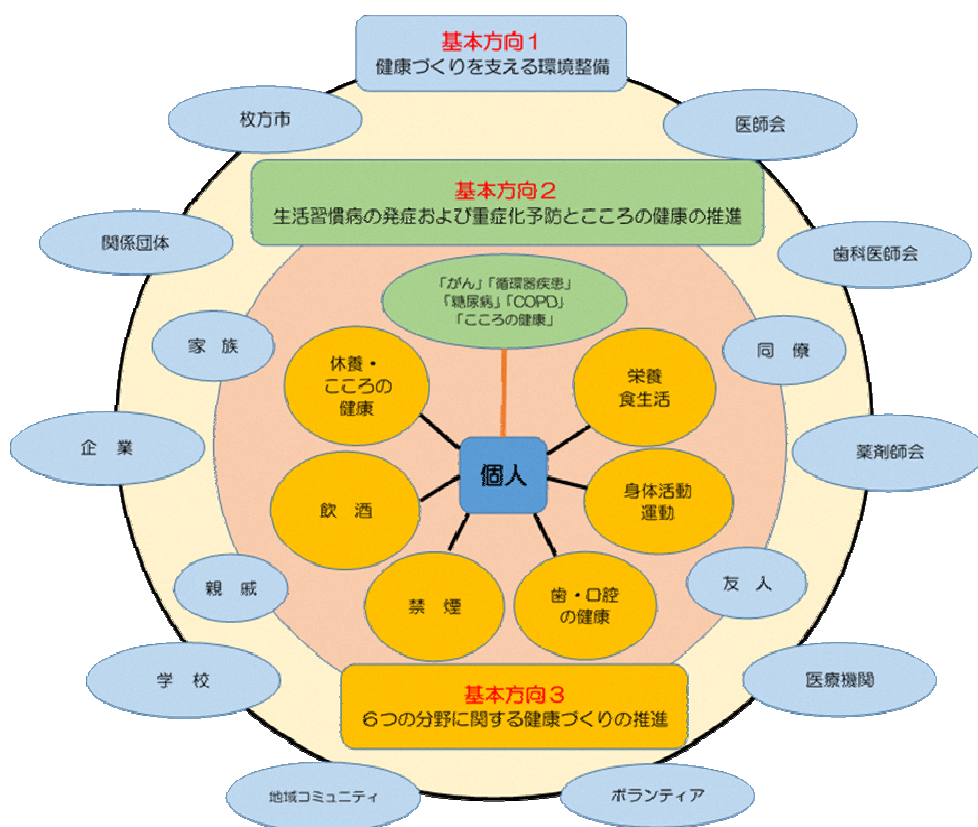 基本方向1
健康づくりを支える環境整備
枚方市
医師会
基本方向2
生活習慣病の発症および重症化予防とこころの健康の推進
関係団体
歯科医師会
「がん」「循環器疾患」
「糖尿病」「COPD」
「こころの健康」
家　族
同　僚
休養・
こころの
健康
栄養
食生活
企　業
薬剤師会
個人
飲　酒
身体活動
運動
親　戚
友　人
禁　煙
歯・口腔
の健康
学　校
医療機関
基本方向3
6つの分野に関する健康づくりの推進
地域コミュニティ
ボランティア